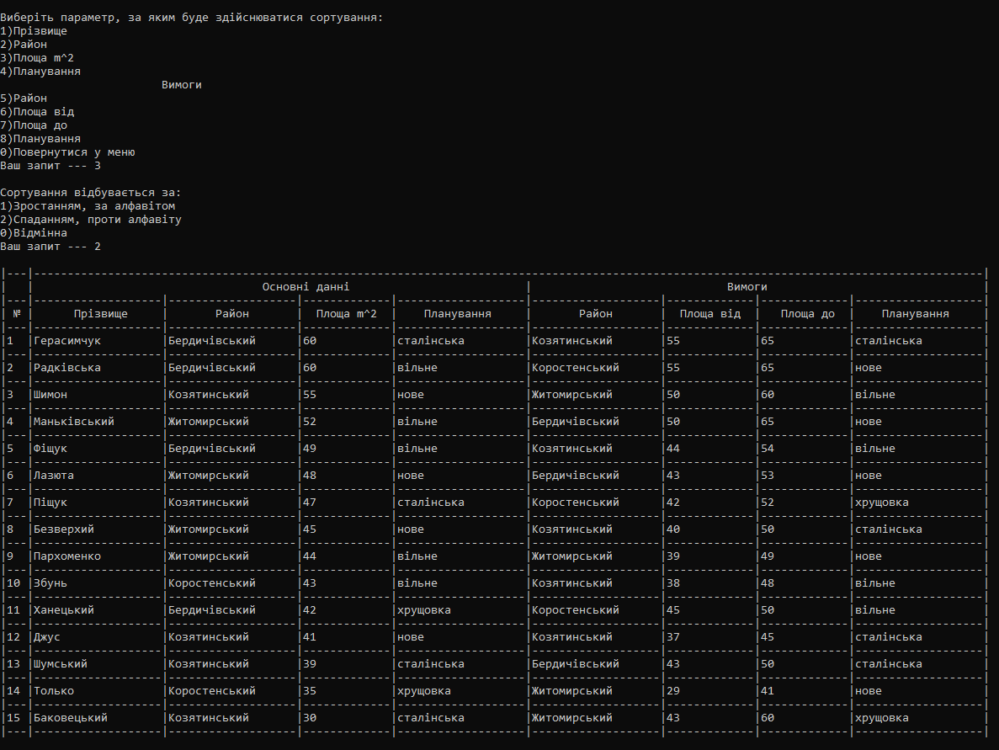 Виберіть параметр, за яким буде здійснюватися сортування:
1)Прізвище
2)Район
3)Площа m^2
4)Планування
Вимоги
5)Район
6)Площа від
7)Площа до
8)Планування
0)Повернутися у меню
Ваш запит --- 3
Сортування відбувається за:
1)Зростанням, за алфавітом
2)Спаданням, проти алфавіту
0)Відмінна
Ваш запит --- 2
| | Основні данні | Вимоги |
| № | Прізвище | Район | Площа m^2 | Планування | Район | Площа від | Площа до | Планування |
|1 |Герасимчук |Бердичівський |60 |сталінська |Козятинський |55 |65 |сталінська |
|2 |Радківська |Бердичівський |60 |вільне |Коростенський |55 |65 |нове |
|3 |Шимон |Козятинський |55 |нове |Житомирський |50 |60 |вільне |
|4 |Маньківський |Житомирський |52 |вільне |Бердичівський |50 |65 |нове |
|5 |Фіщук |Бердичівський |49 |вільне |Козятинський |44 |54 |вільне |
|6 |Лазюта |Житомирський |48 |нове |Бердичівський |43 |53 |нове |
|7 |Піщук |Козятинський |47 |сталінська |Коростенський |42 |52 |хрущовка |
|8 |Безверхий |Житомирський |45 |нове |Козятинський |40 |50 |сталінська |
|9 |Пархоменко |Житомирський |44 |вільне |Житомирський |39 |49 |нове |
|10 |Збунь |Коростенський |43 |вільне |Козятинський |38 |48 |вільне |
|11 |Ханецький |Бердичівський |42 |хрущовка |Коростенський |45 |50 |вільне |
|12 |Джус |Козятинський |41 |нове |Козятинський |37 |45 |сталінська |
|13 |Шумський |Козятинський |39 |сталінська |Бердичівський |43 |50 |сталінська |
|14 |Только |Коростенський |35 |хрущовка |Житомирський |29 |41 |нове |
|15 |Баковецький |Козятинський |30 |сталінська |Житомирський |43 |60 |хрущовка |